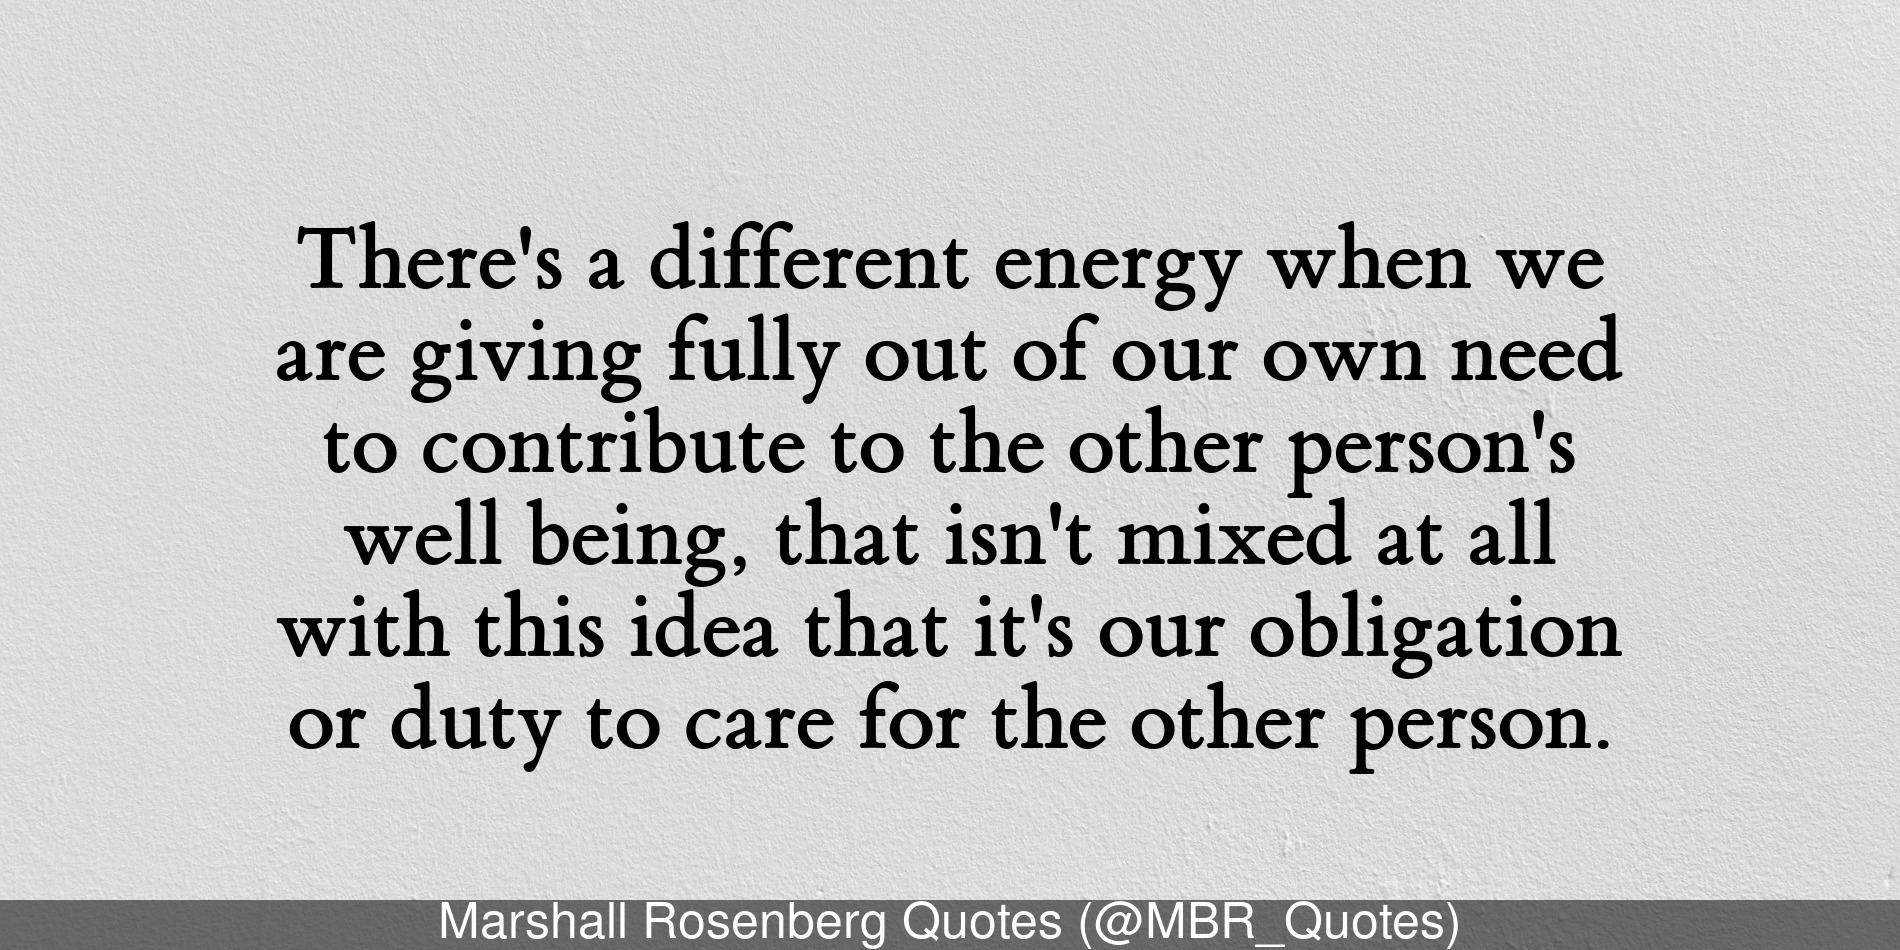 There's a different energy when we
are giving fully out of our own need
to contribute to the other person's
well being, that isn't mixed at all
with this idea that it's our obligation
or duty to care for the other person.
Marshall Rosenberg Quotes (@MBR_Quotes)